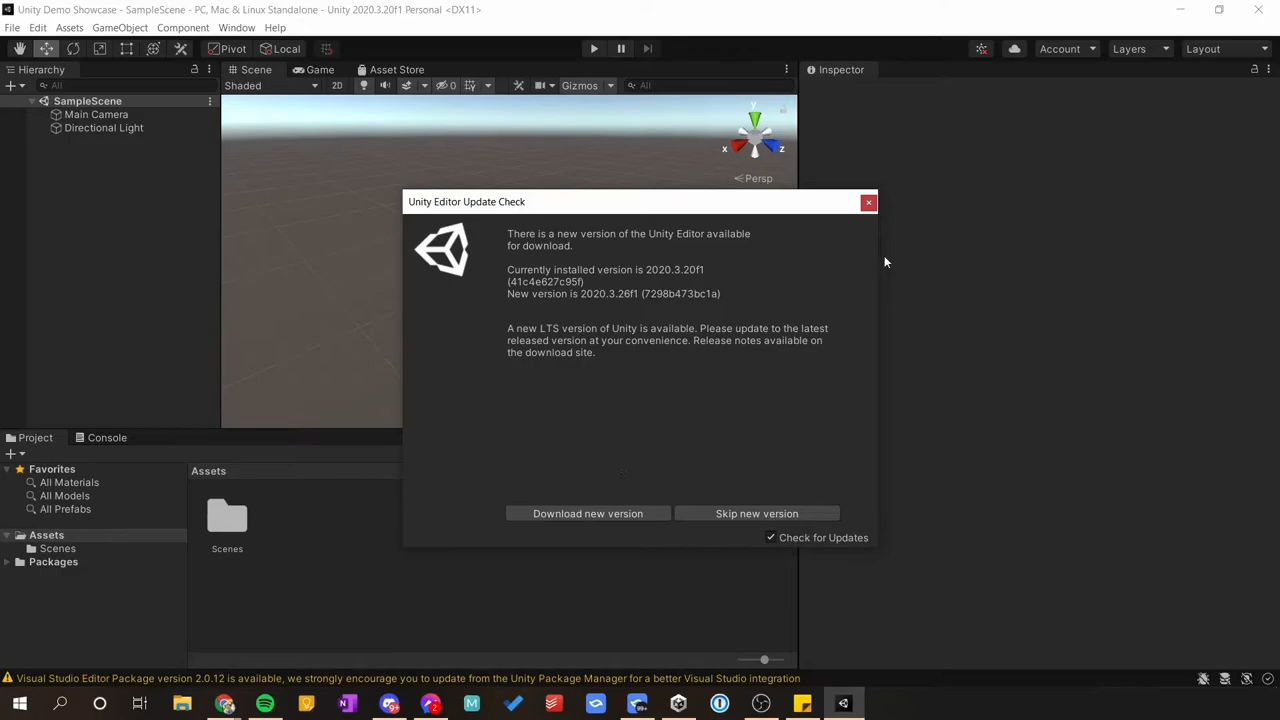 Unity Demo Showcase - SampleScene - PC, Mac & Linux Standalone - Unity 2020.3.20f1 Personal <DX11>
File Edit Assets GameObject Component Window Help
Pivot Local Account Layers Layout
Hierarchy Scene Game Asset Store Inspector
All Shaded 2D 0 Gizmos All
SampleScene
Main Camera
Directional Light
y
x z
Persp
Unity Editor Update Check
There is a new version of the Unity Editor available
for download.
Currently installed version is 2020.3.20f1
(41c4e627c95f)
New version is 2020.3.26f1 (7298b473bc1a)
A new LTS version of Unity is available. Please update to the latest
released version at your convenience. Release notes available on
the download site.
Download new version Skip new version
Check for Updates
Project Console
Favorites
All Materials
All Models
All Prefabs
Assets
Scenes
Packages
Assets
Scenes
Visual Studio Editor Package version 2.0.12 is available, we strongly encourage you to update from the Unity Package Manager for a better Visual Studio integration
N M 2